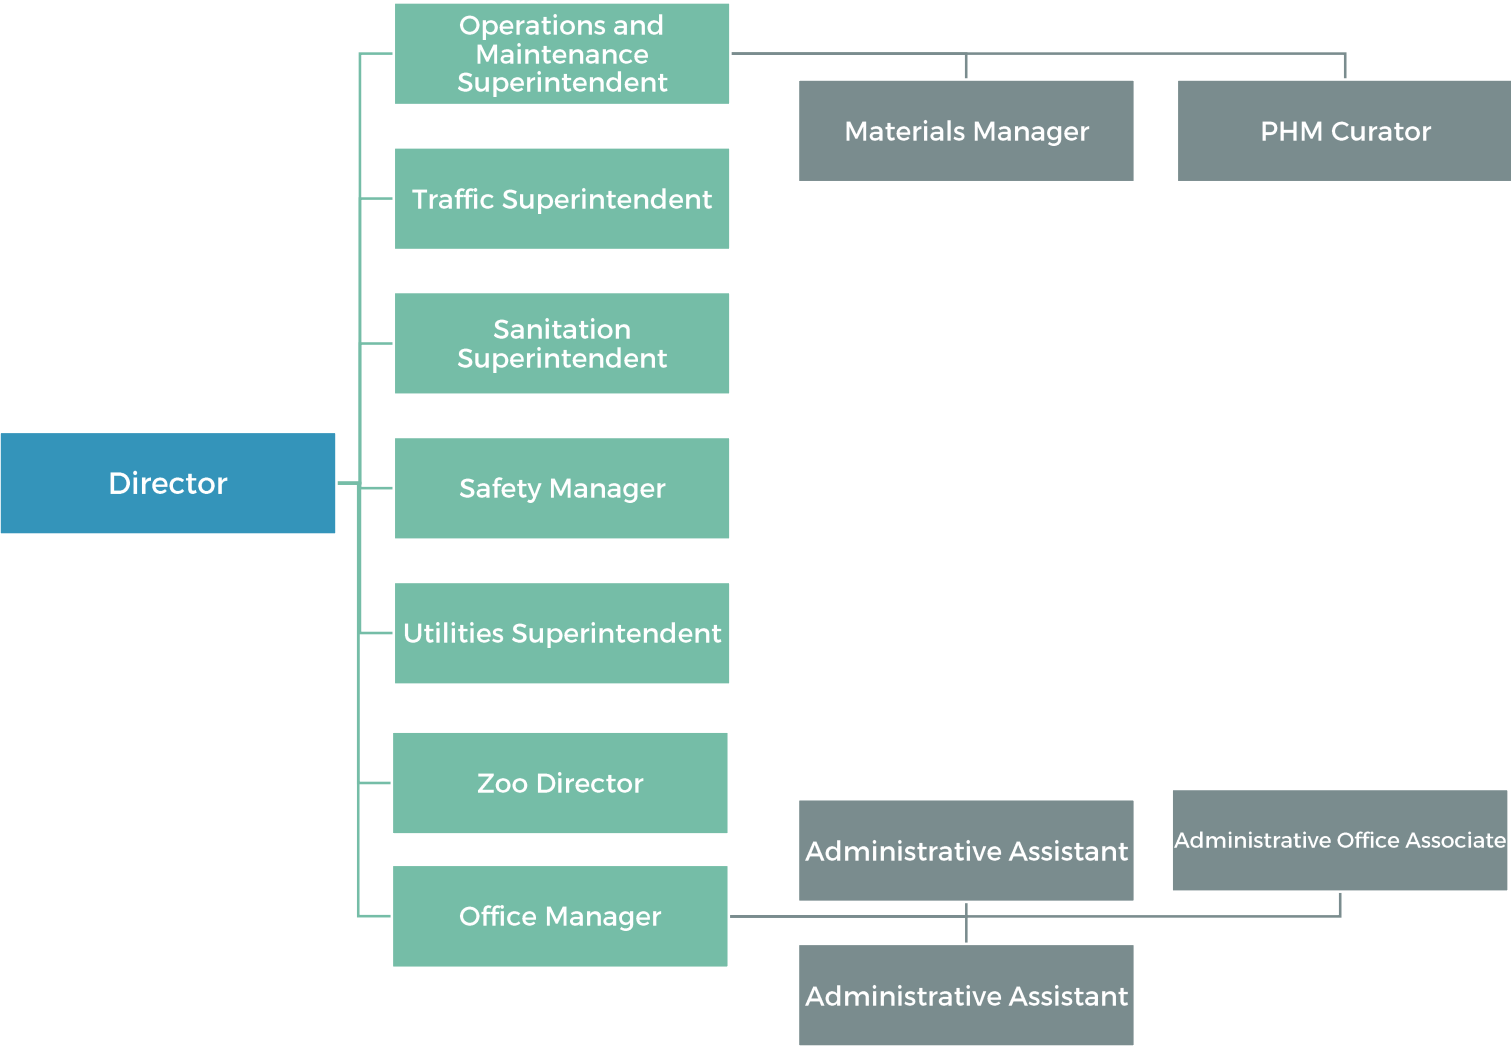 Operations and
Maintenance
Superintendent
Materials Manager
PHM Curator
Traffic Superintendent
Sanitation
Superintendent
Director
Safety Manager
Utilities Superintendent
Zoo Director
Administrative Assistant
Administrative Office Associate
Office Manager
Administrative Assistant